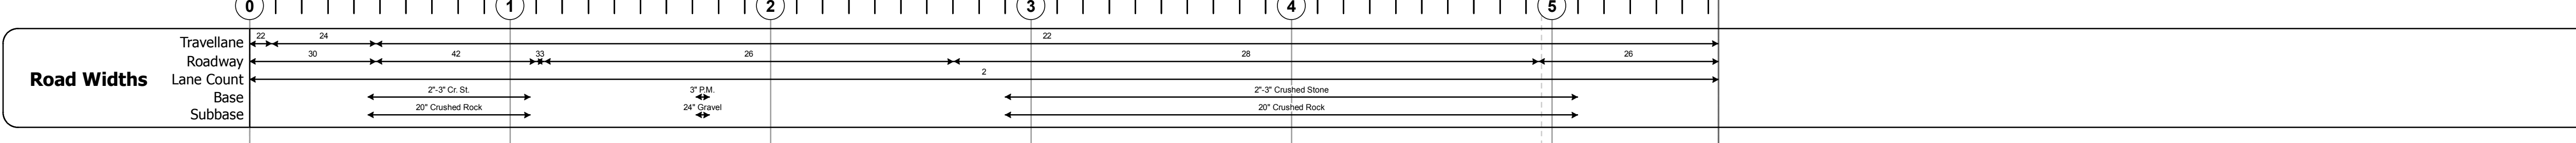 0 1 2 3 4 5
Road Widths
Travellane 22 24 22
Roadway 30 42 33 26 28 26
Lane Count 2
Base 2"-3" Cr. St. 3" P.M. 2"-3" Crushed Stone
Subbase 20" Crushed Rock 24" Gravel 20" Crushed Rock